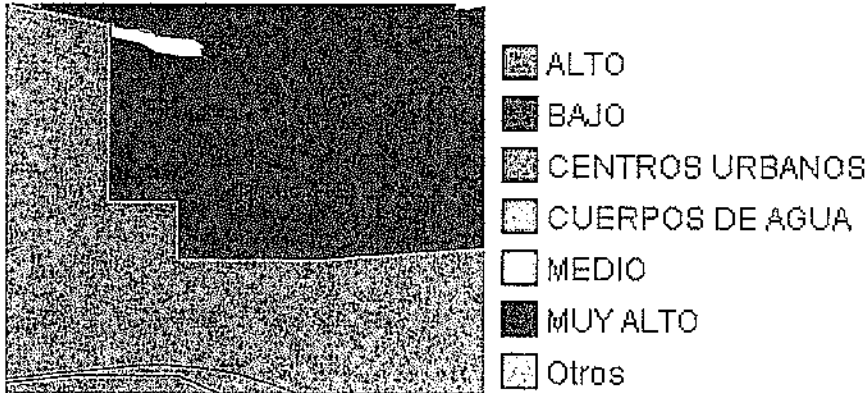 ALTO
BAJO
CENTROS URBANOS
CUERPOS DE AGUA
MEDIO
MUY ALTO
Otros